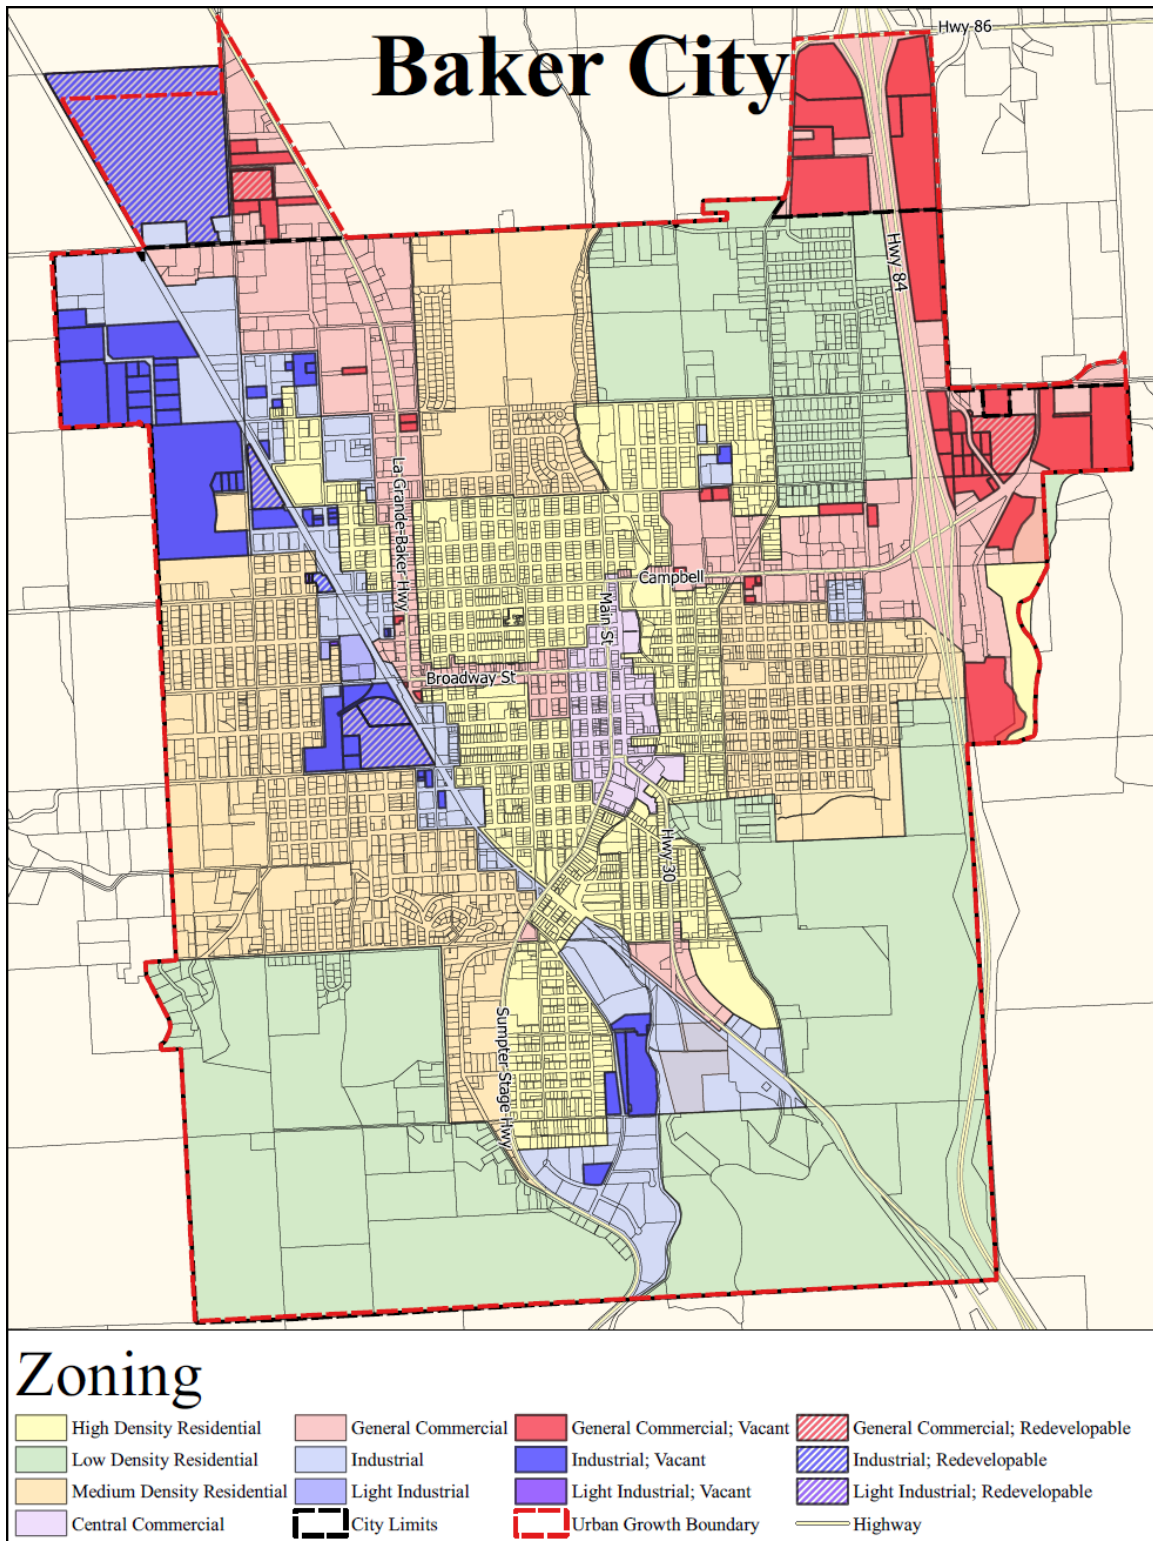 Baker City
Hwy 86
Hwy 84
La Grande-Baker Hwy
Campbell
Main St
Broadway St
Hwy 30
Sumpter Stage Hwy
Zoning
High Density Residential
General Commercial
General Commercial; Vacant
General Commercial; Redevelopable
Low Density Residential
Industrial
Industrial; Vacant
Industrial; Redevelopable
Medium Density Residential
Light Industrial
Light Industrial; Vacant
Light Industrial; Redevelopable
Central Commercial
City Limits
Urban Growth Boundary
Highway